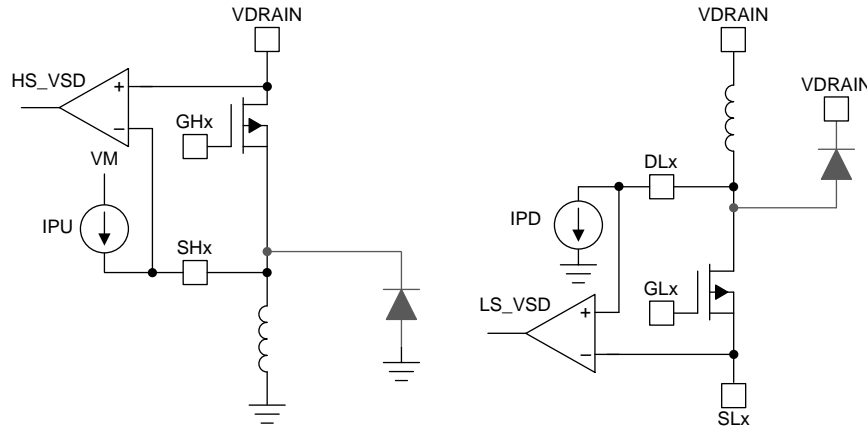 VDRAIN
HS_VSD
+
−
GHx
VM
IPU
SHx
VDRAIN
VDRAIN
DLx
IPD
GLx
LS_VSD
+
−
SLx